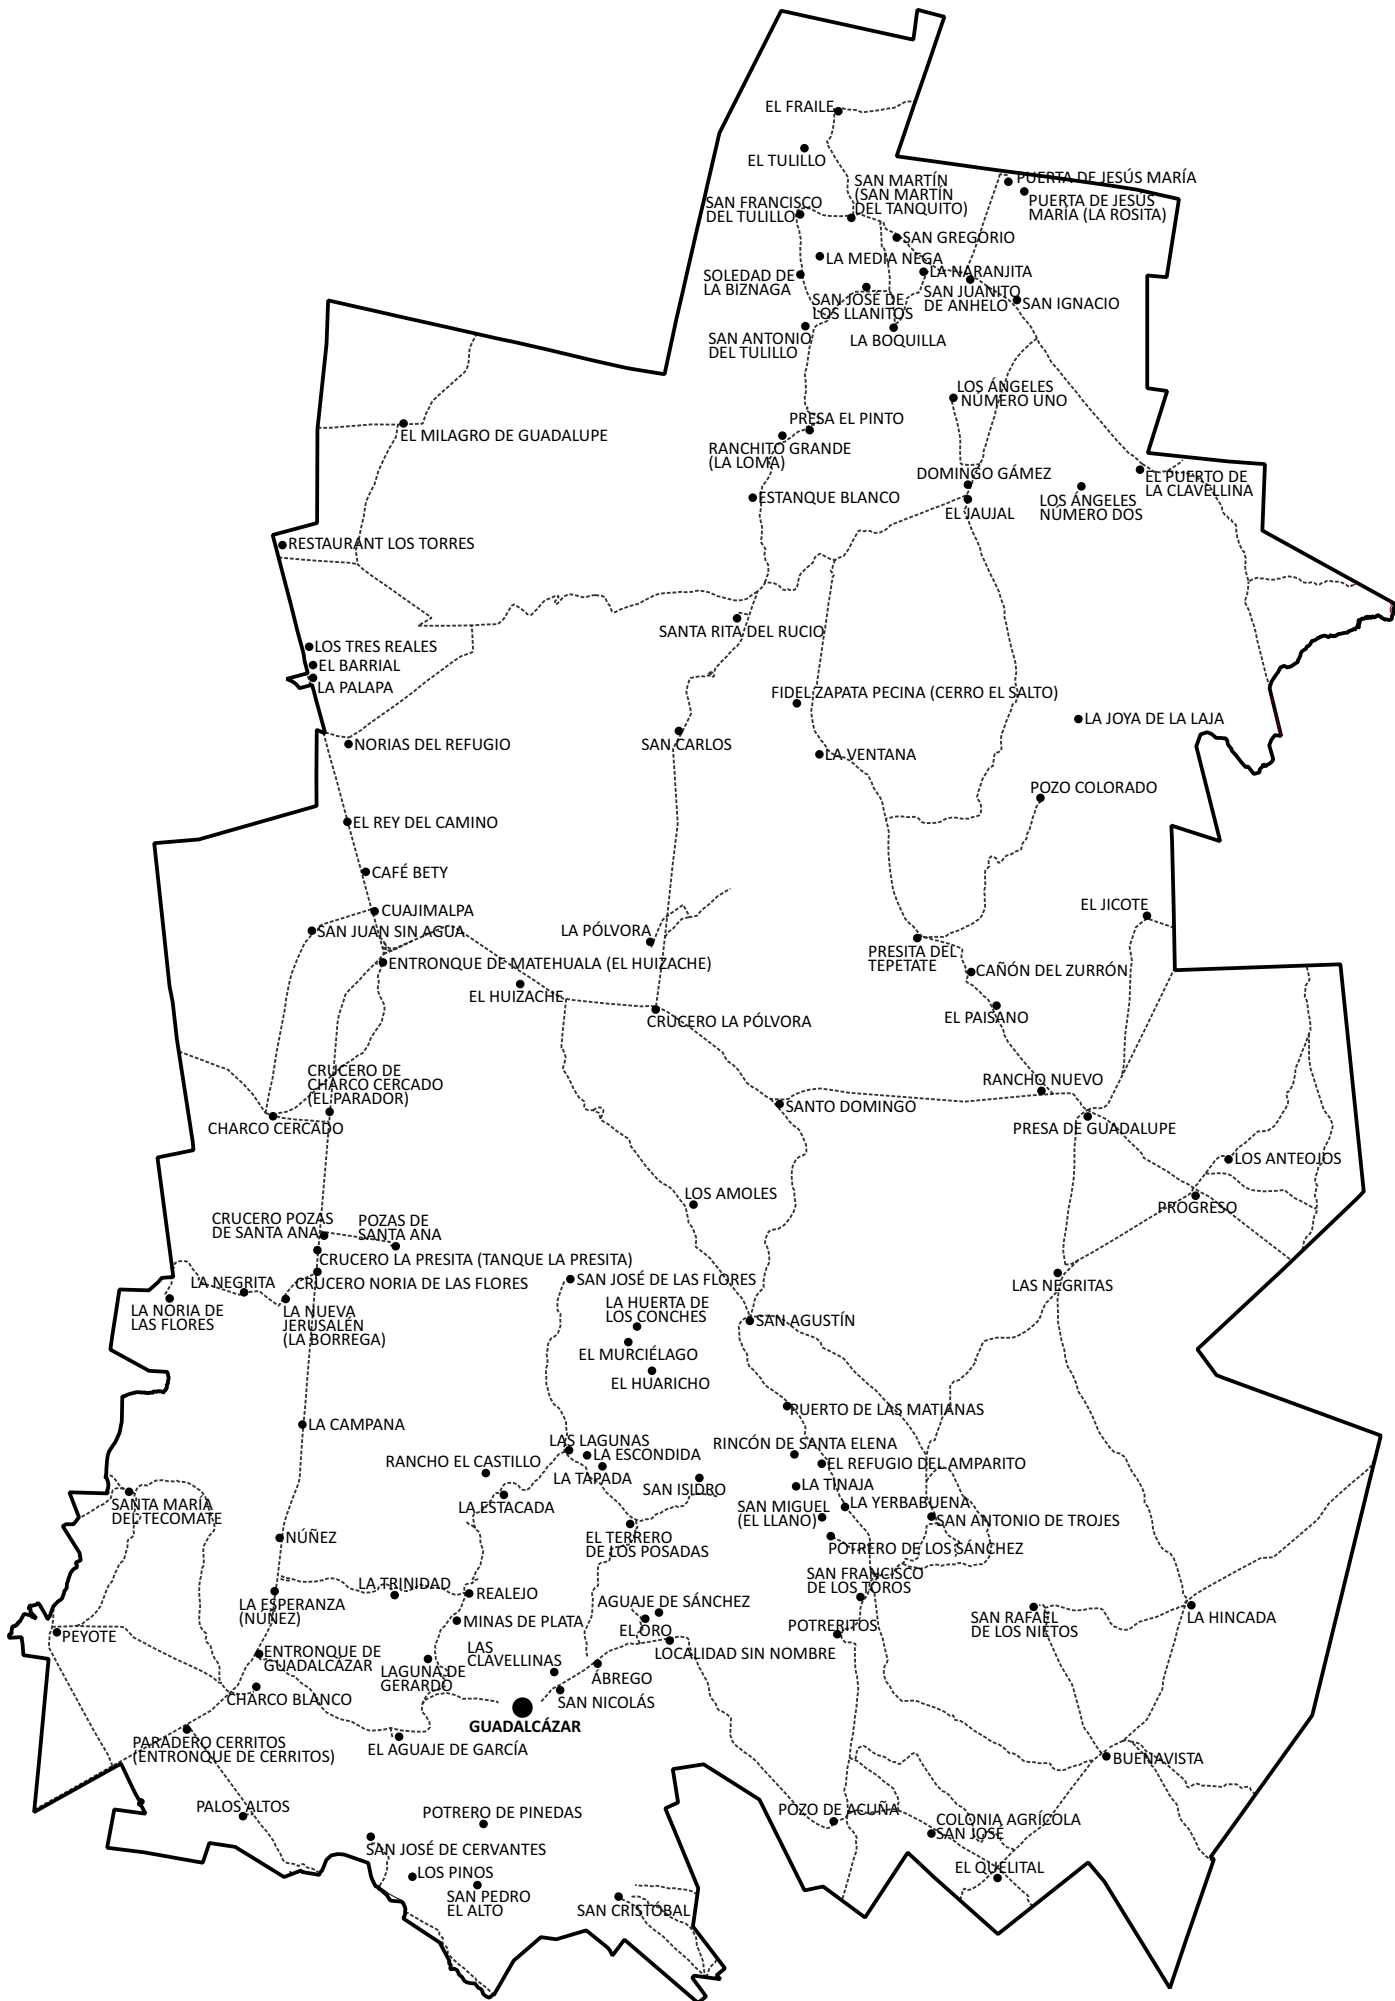 EL FRAILE
EL TULILLO
PUERTA DE JESÚS MARÍA
SAN MARTÍN
(SAN MARTÍN
DEL TANQUITO)
PUERTA DE JESÚS
MARÍA (LA ROSITA)
SAN FRANCISCO
DEL TULILLO
SAN GREGORIO
LA MEDIA NEGA
LA NARANJITA
SOLEDAD DE
LA BIZNAGA
SAN JUANITO
DE ANHELO
SAN JOSÉ DE
LOS LLANITOS
SAN IGNACIO
SAN ANTONIO
DEL TULILLO
LA BOQUILLA
LOS ÁNGELES
NÚMERO UNO
PRESA EL PINTO
EL MILAGRO DE GUADALUPE
RANCHITO GRANDE
(LA LOMA)
DOMINGO GÁMEZ
EL PUERTO DE
LA CLAVELLINA
ESTANQUE BLANCO
LOS ÁNGELES
NÚMERO DOS
EL JAUJAL
RESTAURANT LOS TORRES
SANTA RITA DEL RUCIO
LOS TRES REALES
EL BARRIAL
LA PALAPA
FIDEL ZAPATA PECINA (CERRO EL SALTO)
LA JOYA DE LA LAJA
NORIAS DEL REFUGIO
SAN CARLOS
LA VENTANA
POZO COLORADO
EL REY DEL CAMINO
CAFÉ BETY
CUAJIMALPA
EL JICOTE
SAN JUAN SIN AGUA
LA PÓLVORA
PRESITA DEL
TEPETATE
ENTRONQUE DE MATEHUALA (EL HUIZACHE)
CAÑÓN DEL ZURRÓN
EL HUIZACHE
CRUCERO LA PÓLVORA
EL PAISANO
CRUCERO DE
CHARCO CERCADO
(EL PARADOR)
RANCHO NUEVO
SANTO DOMINGO
CHARCO CERCADO
PRESA DE GUADALUPE
LOS ANTEOJOS
LOS AMOLES
PROGRESO
CRUCERO POZAS
DE SANTA ANA
POZAS DE
SANTA ANA
CRUCERO LA PRESITA (TANQUE LA PRESITA)
LA NEGRITA
CRUCERO NORIA DE LAS FLORES
SAN JOSÉ DE LAS FLORES
LAS NEGRITAS
LA NORIA DE
LAS FLORES
LA NUEVA
JERUSALÉN
(LA BORREGA)
LA HUERTA DE
LOS CONCHES
SAN AGUSTÍN
EL MURCIÉLAGO
EL HUARICHO
PUERTO DE LAS MATIANAS
LA CAMPANA
LAS LAGUNAS
LA ESCONDIDA
RINCÓN DE SANTA ELENA
RANCHO EL CASTILLO
EL REFUGIO DEL AMPARITO
LA TAPADA
SAN ISIDRO
LA TINAJA
SANTA MARÍA
DEL TECOMATE
LA ESTACADA
SAN MIGUEL
(EL LLANO)
LA YERBABUENA
SAN ANTONIO DE TROJES
NÚÑEZ
EL TERRERO
DE LOS POSADAS
POTRERO DE LOS SÁNCHEZ
SAN FRANCISCO
DE LOS TOROS
LA TRINIDAD
REALEJO
LA ESPERANZA
(NÚÑEZ)
AGUAJE DE SÁNCHEZ
SAN RAFAEL
DE LOS NIETOS
LA HINCADA
MINAS DE PLATA
EL ORO
POTRERITOS
PEYOTE
LOCALIDAD SIN NOMBRE
ENTRONQUE DE
GUADALCÁZAR
LAS
CLAVELLINAS
LAGUNA DE
GERARDO
ÁBREGO
CHARCO BLANCO
SAN NICOLÁS
GUADALCÁZAR
PARADERO CERRITOS
(ENTRONQUE DE CERRITOS)
EL AGUAJE DE GARCÍA
BUENAVISTA
PALOS ALTOS
POTRERO DE PINEDAS
POZO DE ACUÑA
COLONIA AGRÍCOLA
SAN JOSÉ
SAN JOSÉ DE CERVANTES
EL QUELITAL
LOS PINOS
SAN PEDRO
EL ALTO
SAN CRISTÓBAL